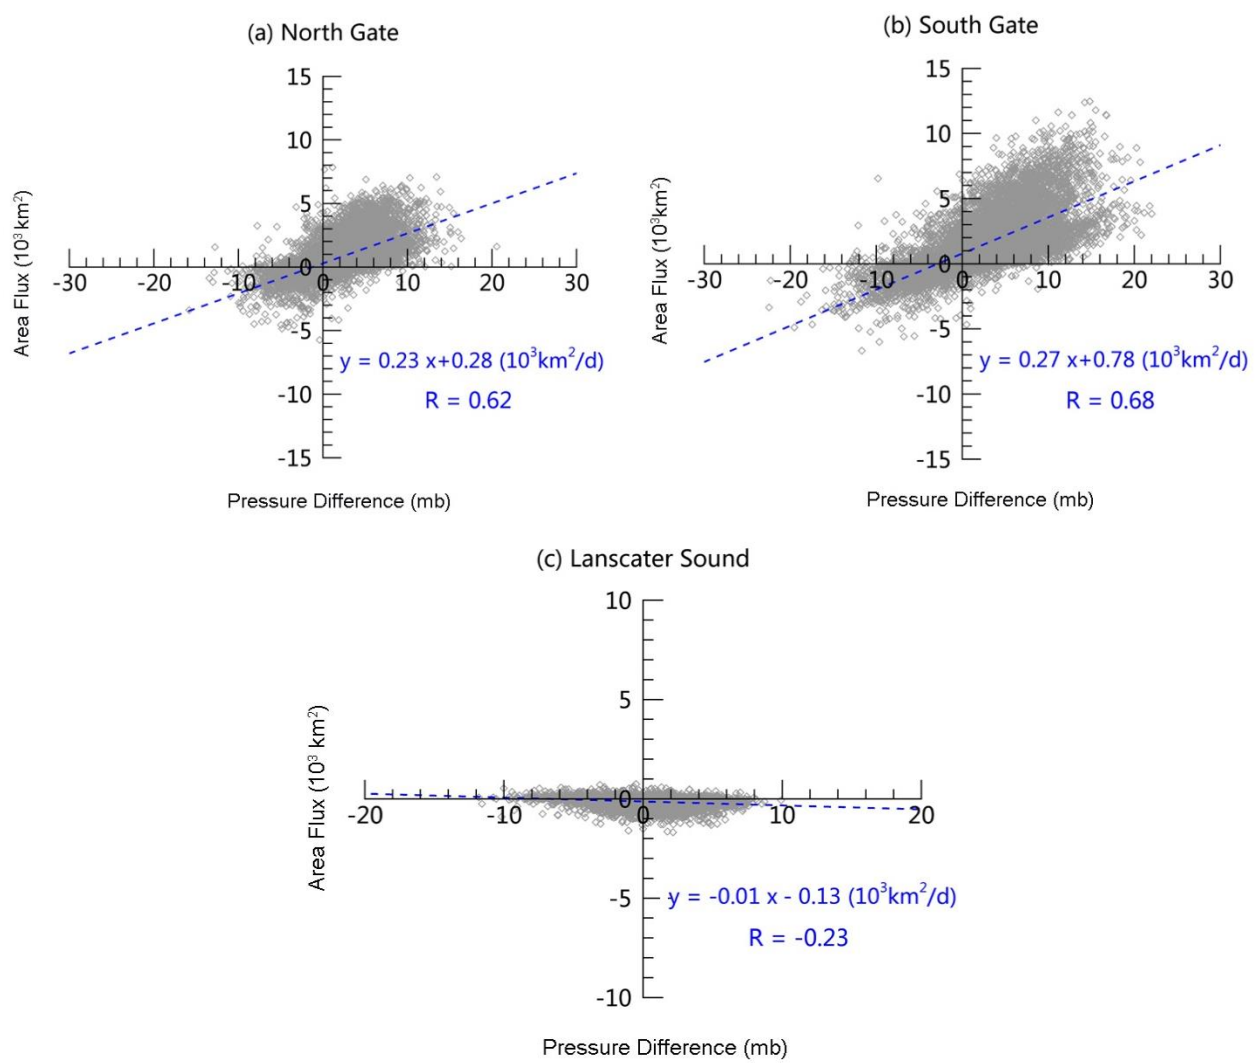 (a) North Gate
15
10
5
0
-30 -20 -10 0 10 20 30
-5
-10
-15
Area Flux (10³ km²)
y = 0.23 x+0.28 (10³km²/d)
R = 0.62
Pressure Difference (mb)
(b) South Gate
15
10
5
0
-30 -20 -10 0 10 20 30
-5
-10
-15
Area Flux (10³km²)
y = 0.27 x+0.78 (10³km²/d)
R = 0.68
Pressure Difference (mb)
(c) Lanscater Sound
10
5
0
-20 -10 0 10 20
-5
-10
Area Flux (10³ km²)
y = -0.01 x - 0.13 (10³km²/d)
R = -0.23
Pressure Difference (mb)